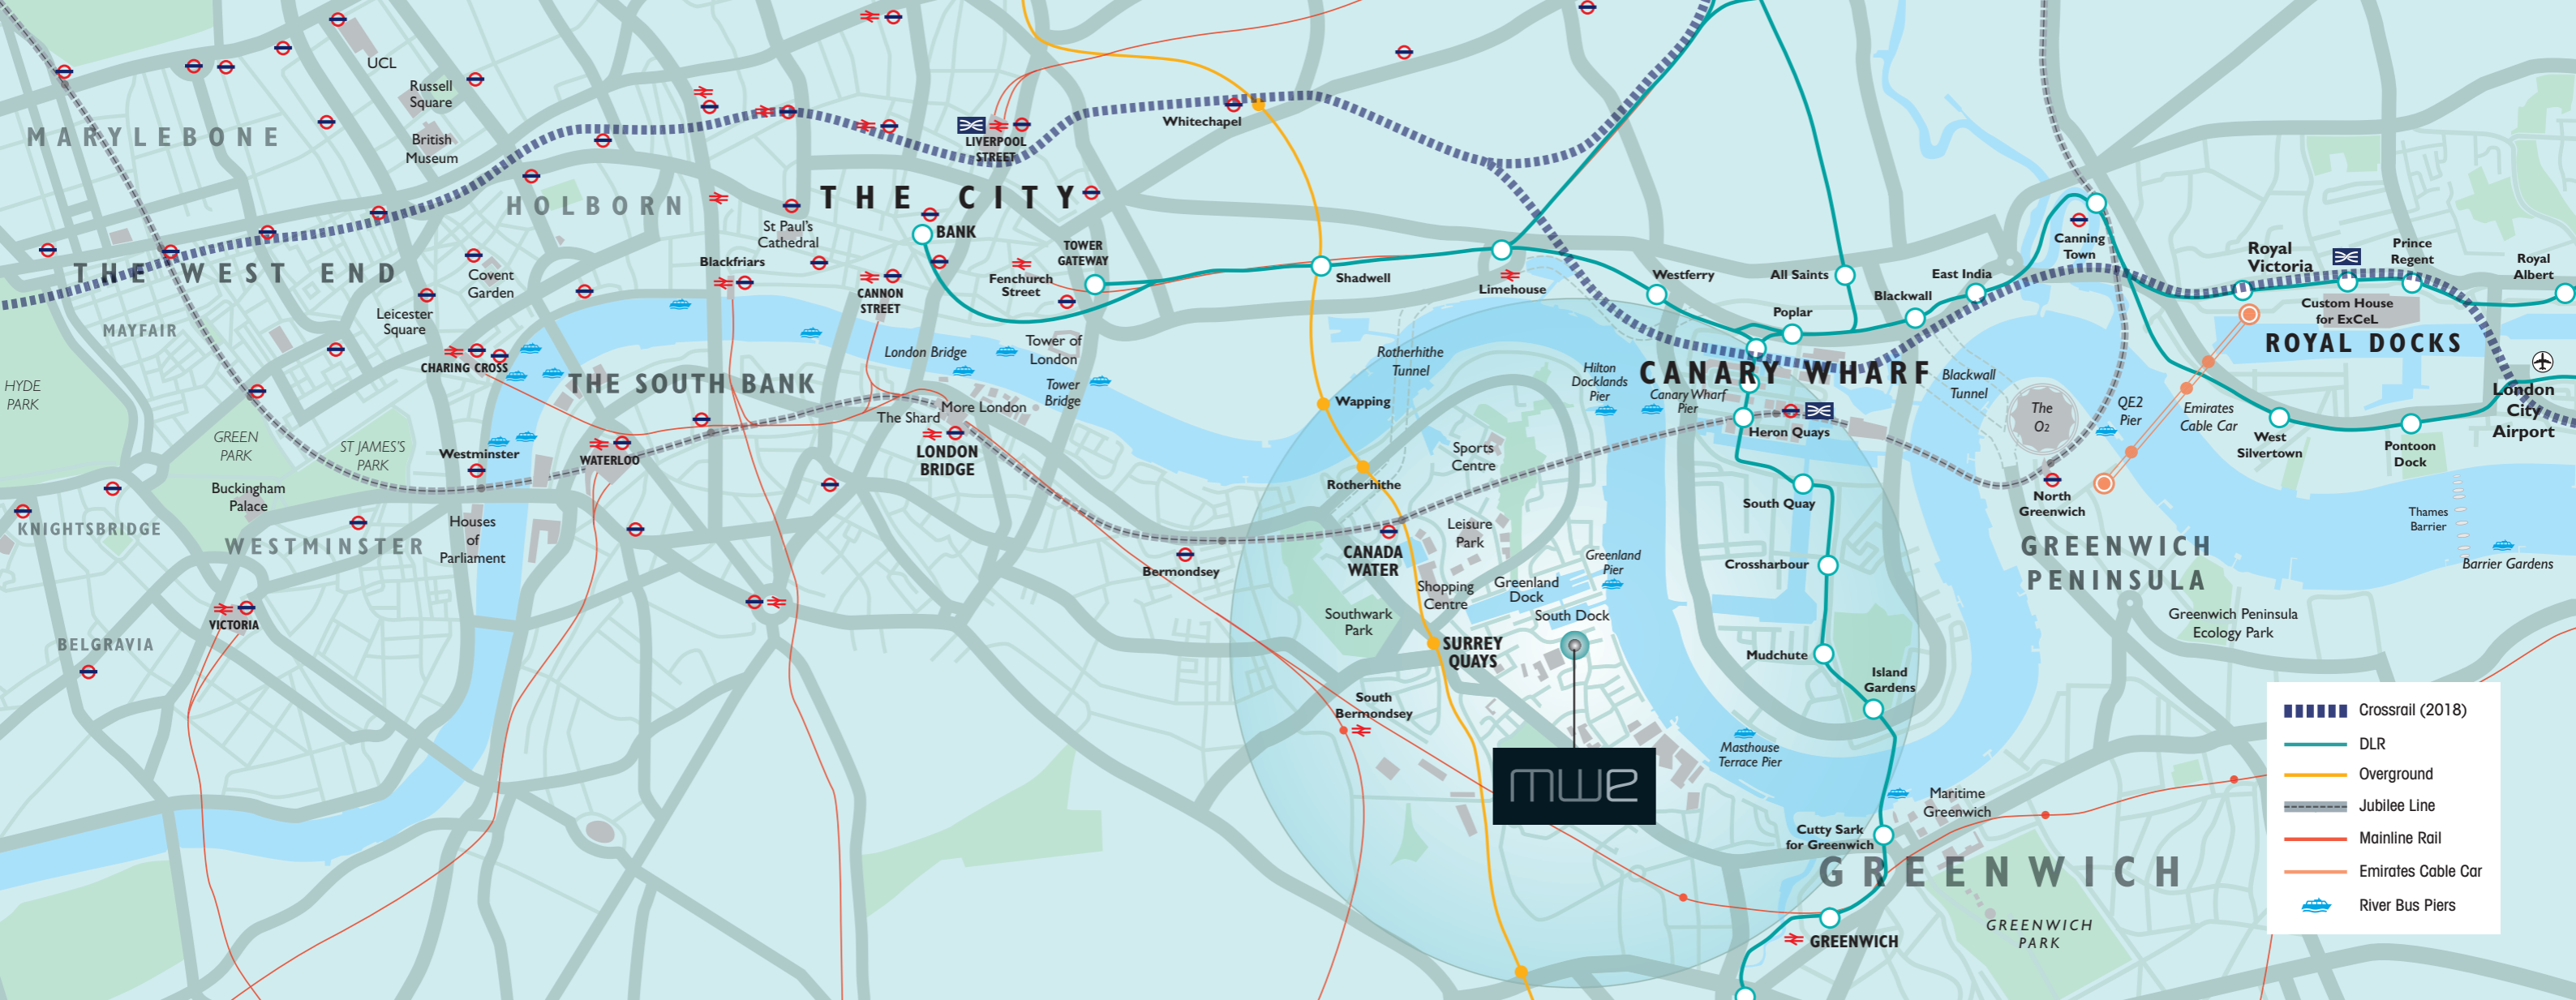 UCL
Russell
Square
British
Museum
MARYLEBONE
HOLBORN
THE CITY
LIVERPOOL
STREET
Whitechapel
St Paul's
Cathedral
BANK
TOWER
GATEWAY
Blackfriars
Fenchurch
Street
CANNON
STREET
Shadwell
Limehouse
Westferry
All Saints
Poplar
Blackwall
East India
Canning
Town
Royal
Victoria
Prince
Regent
Royal
Albert
Custom House
for ExCeL
ROYAL DOCKS
London
City
Airport
THE WEST END
Covent
Garden
Leicester
Square
MAYFAIR
CHARING CROSS
THE SOUTH BANK
London Bridge
Tower of
London
Tower
Bridge
The Shard
More London
LONDON
BRIDGE
Rotherhithe
Tunnel
Wapping
Rotherhithe
Hilton
Docklands
Pier
CANARY WHARF
Canary Wharf
Pier
Heron Quays
Blackwall
Tunnel
The
O2
QE2
Pier
Emirates
Cable Car
West
Silvertown
Pontoon
Dock
HYDE
PARK
GREEN
PARK
ST JAMES'S
PARK
Buckingham
Palace
Westminster
WATERLOO
KNIGHTSBRIDGE
WESTMINSTER
Houses
of
Parliament
VICTORIA
BELGRAVIA
Bermondsey
CANADA
WATER
Sports
Centre
Leisure
Park
Shopping
Centre
Greenland
Dock
South Dock
Greenland
Pier
Southwark
Park
SURREY
QUAYS
South
Bermondsey
South Quay
Crossharbour
Mudchute
Island
Gardens
Masthouse
Terrace Pier
North
Greenwich
GREENWICH
PENINSULA
Thames
Barrier
Barrier Gardens
Greenwich Peninsula
Ecology Park
mwe
Maritime
Greenwich
Cutty Sark
for Greenwich
GREENWICH
GREENWICH
GREENWICH
PARK
Crossrail (2018)
DLR
Overground
Jubilee Line
Mainline Rail
Emirates Cable Car
River Bus Piers